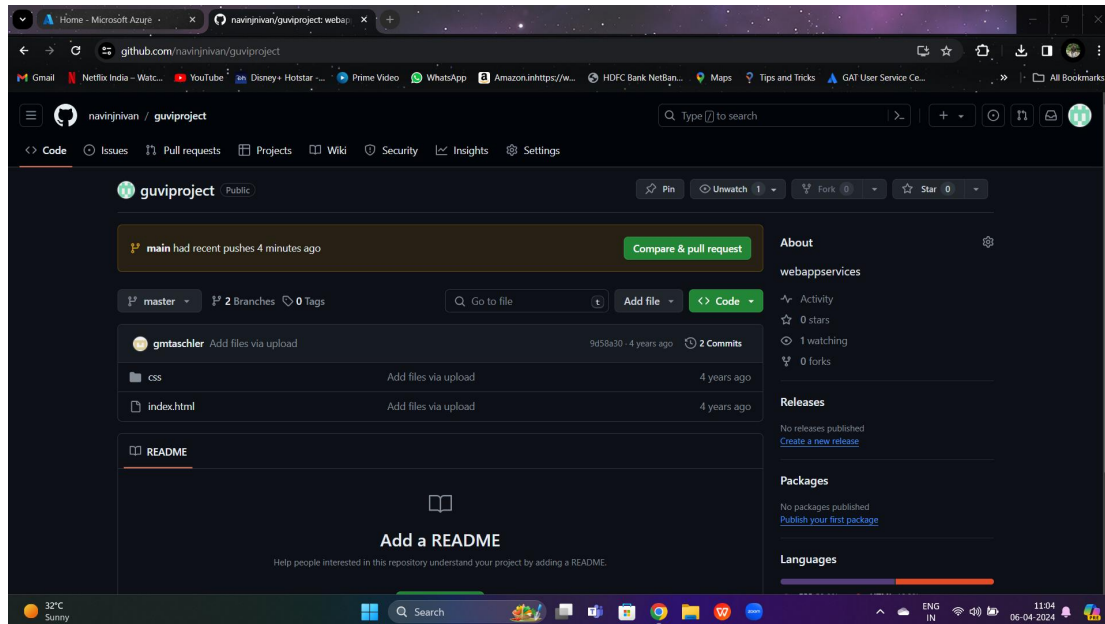 Home - Microsoft Azure
navinjnivan/guviproject: webap
github.com/navinjnivan/guviproject
Gmail Netflix India – Watc... YouTube Disney+ Hotstar -... Prime Video WhatsApp Amazon.inhttps://w... HDFC Bank NetBan... Maps Tips and Tricks GAT User Service Ce... » All Bookmarks
navinjnivan / guviproject
Type / to search
Code Issues Pull requests Projects Wiki Security Insights Settings
guviproject Public
Pin Unwatch 1 Fork 0 Star 0
main had recent pushes 4 minutes ago
Compare & pull request
master 2 Branches 0 Tags
Go to file t Add file Code
gmtaschler Add files via upload 9d58a30 · 4 years ago 2 Commits
css Add files via upload 4 years ago
index.html Add files via upload 4 years ago
README
Add a README
Help people interested in this repository understand your project by adding a README.
About
webappservices
Activity
0 stars
1 watching
0 forks
Releases
No releases published
Create a new release
Packages
No packages published
Publish your first package
Languages
32°C
Sunny
Search
ENG
IN
11:04
06-04-2024